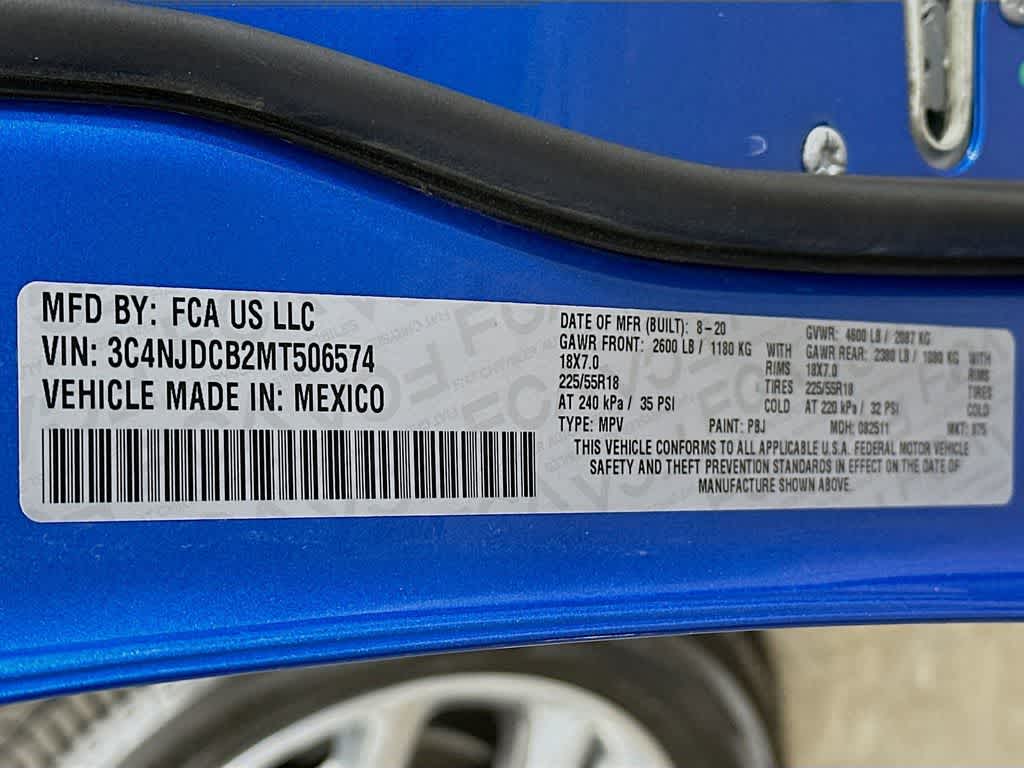 MFD BY: FCA US LLC
VIN: 3C4NJDCB2MT506574
VEHICLE MADE IN: MEXICO
DATE OF MFR (BUILT): 8-20 GVWR: 4600 LB / 2087 KG
GAWR FRONT: 2600 LB / 1180 KG WITH GAWR REAR: 2380 LB / 1080 KG WITH
18X7.0 RIMS 18X7.0 RIMS
225/55R18 TIRES 225/55R18 TIRES
AT 240 kPa / 35 PSI COLD AT 220 kPa / 32 PSI COLD
TYPE: MPV PAINT: PBJ MDH: 082511 MKT: 875
THIS VEHICLE CONFORMS TO ALL APPLICABLE U.S.A. FEDERAL MOTOR VEHICLE
SAFETY AND THEFT PREVENTION STANDARDS IN EFFECT ON THE DATE OF
MANUFACTURE SHOWN ABOVE.